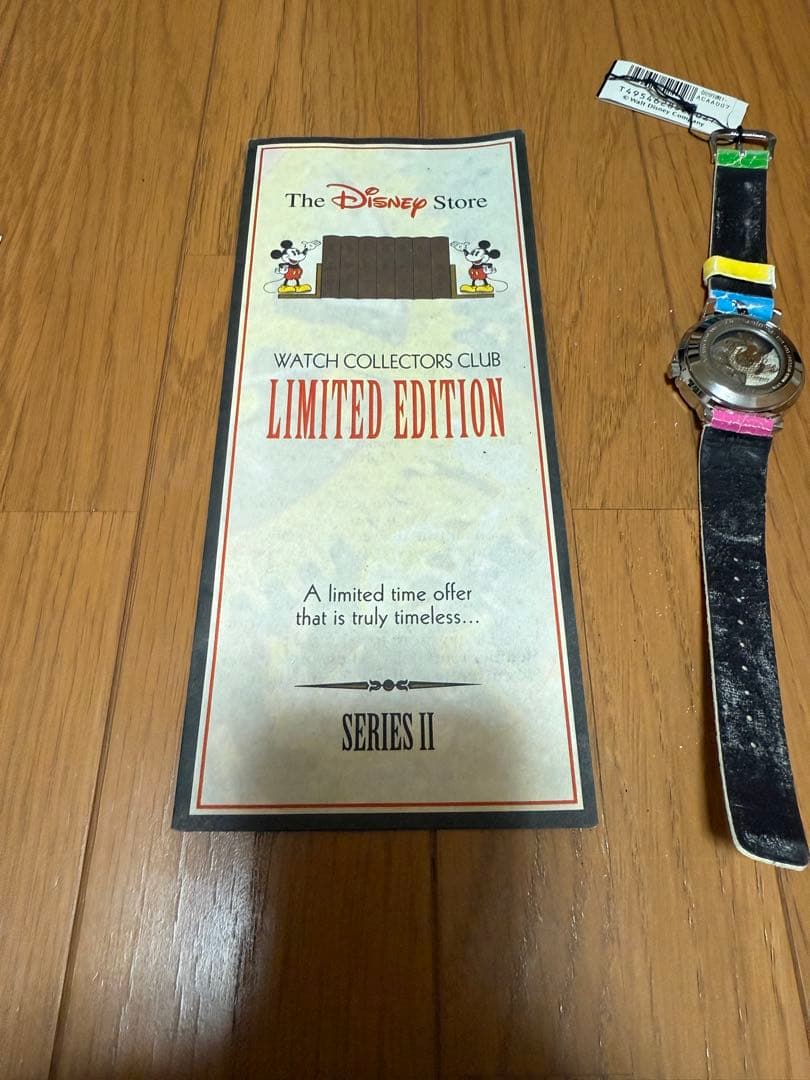 The Disney Store
WATCH COLLECTORS CLUB
LIMITED EDITION
A limited time offer
that is truly timeless...
SERIES II
ACAA007
© Walt Disney Company